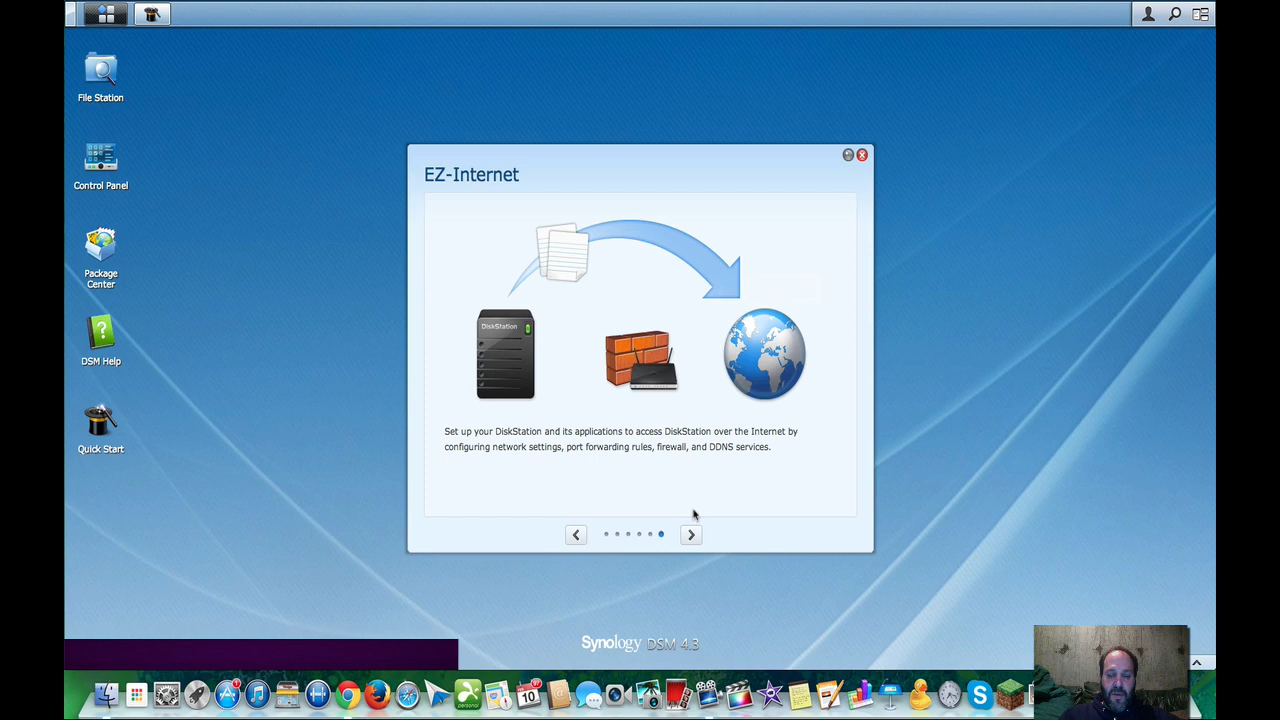 File Station
Control Panel
Package
Center
DSM Help
Quick Start
EZ-Internet
DiskStation
Set up your DiskStation and its applications to access DiskStation over the Internet by
configuring network settings, port forwarding rules, firewall, and DDNS services.
Synology DSM 4.3
10
personal